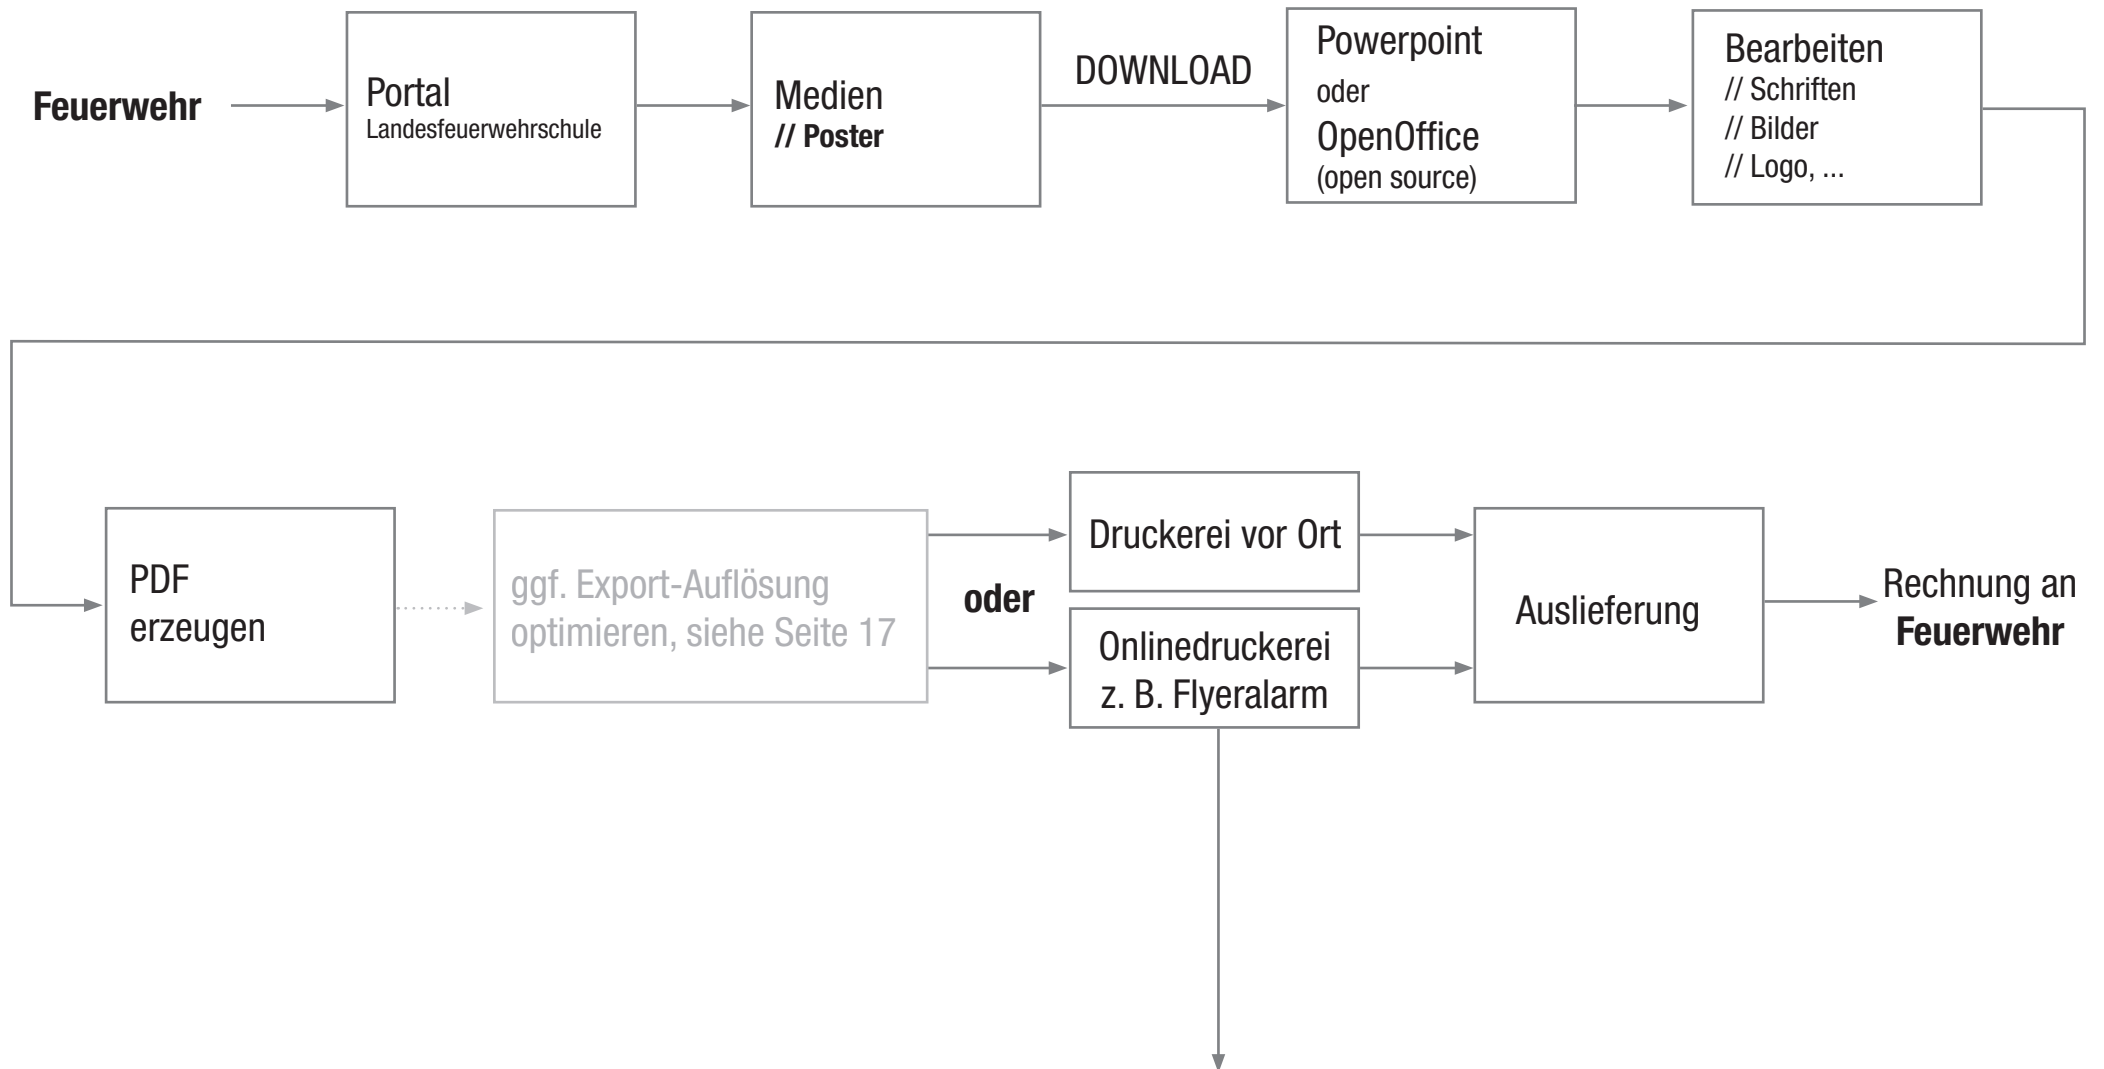 Feuerwehr
Portal
Landesfeuerwehrschule
Medien
// Poster
DOWNLOAD
Powerpoint
oder
OpenOffice
(open source)
Bearbeiten
// Schriften
// Bilder
// Logo, ...
PDF
erzeugen
ggf. Export-Auflösung
optimieren, siehe Seite 17
oder
Druckerei vor Ort
Onlinedruckerei
z. B. Flyeralarm
Auslieferung
Rechnung an
Feuerwehr